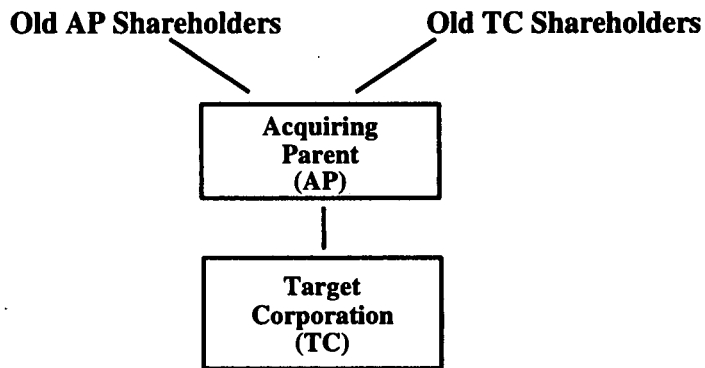 Old AP Shareholders
Old TC Shareholders
Acquiring
Parent
(AP)
Target
Corporation
(TC)